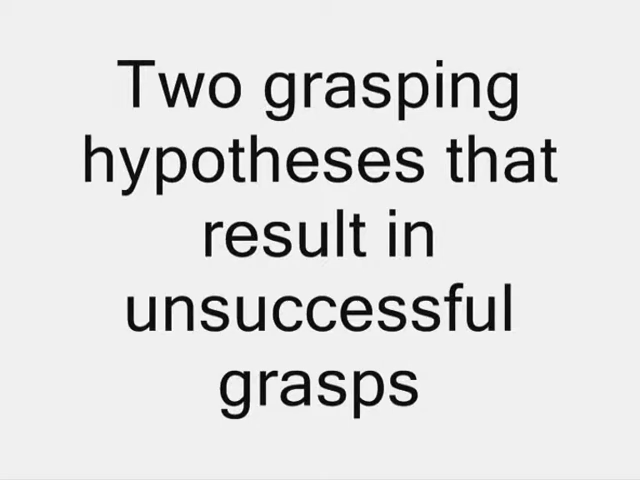 Two grasping
hypotheses that
result in
unsuccessful
grasps